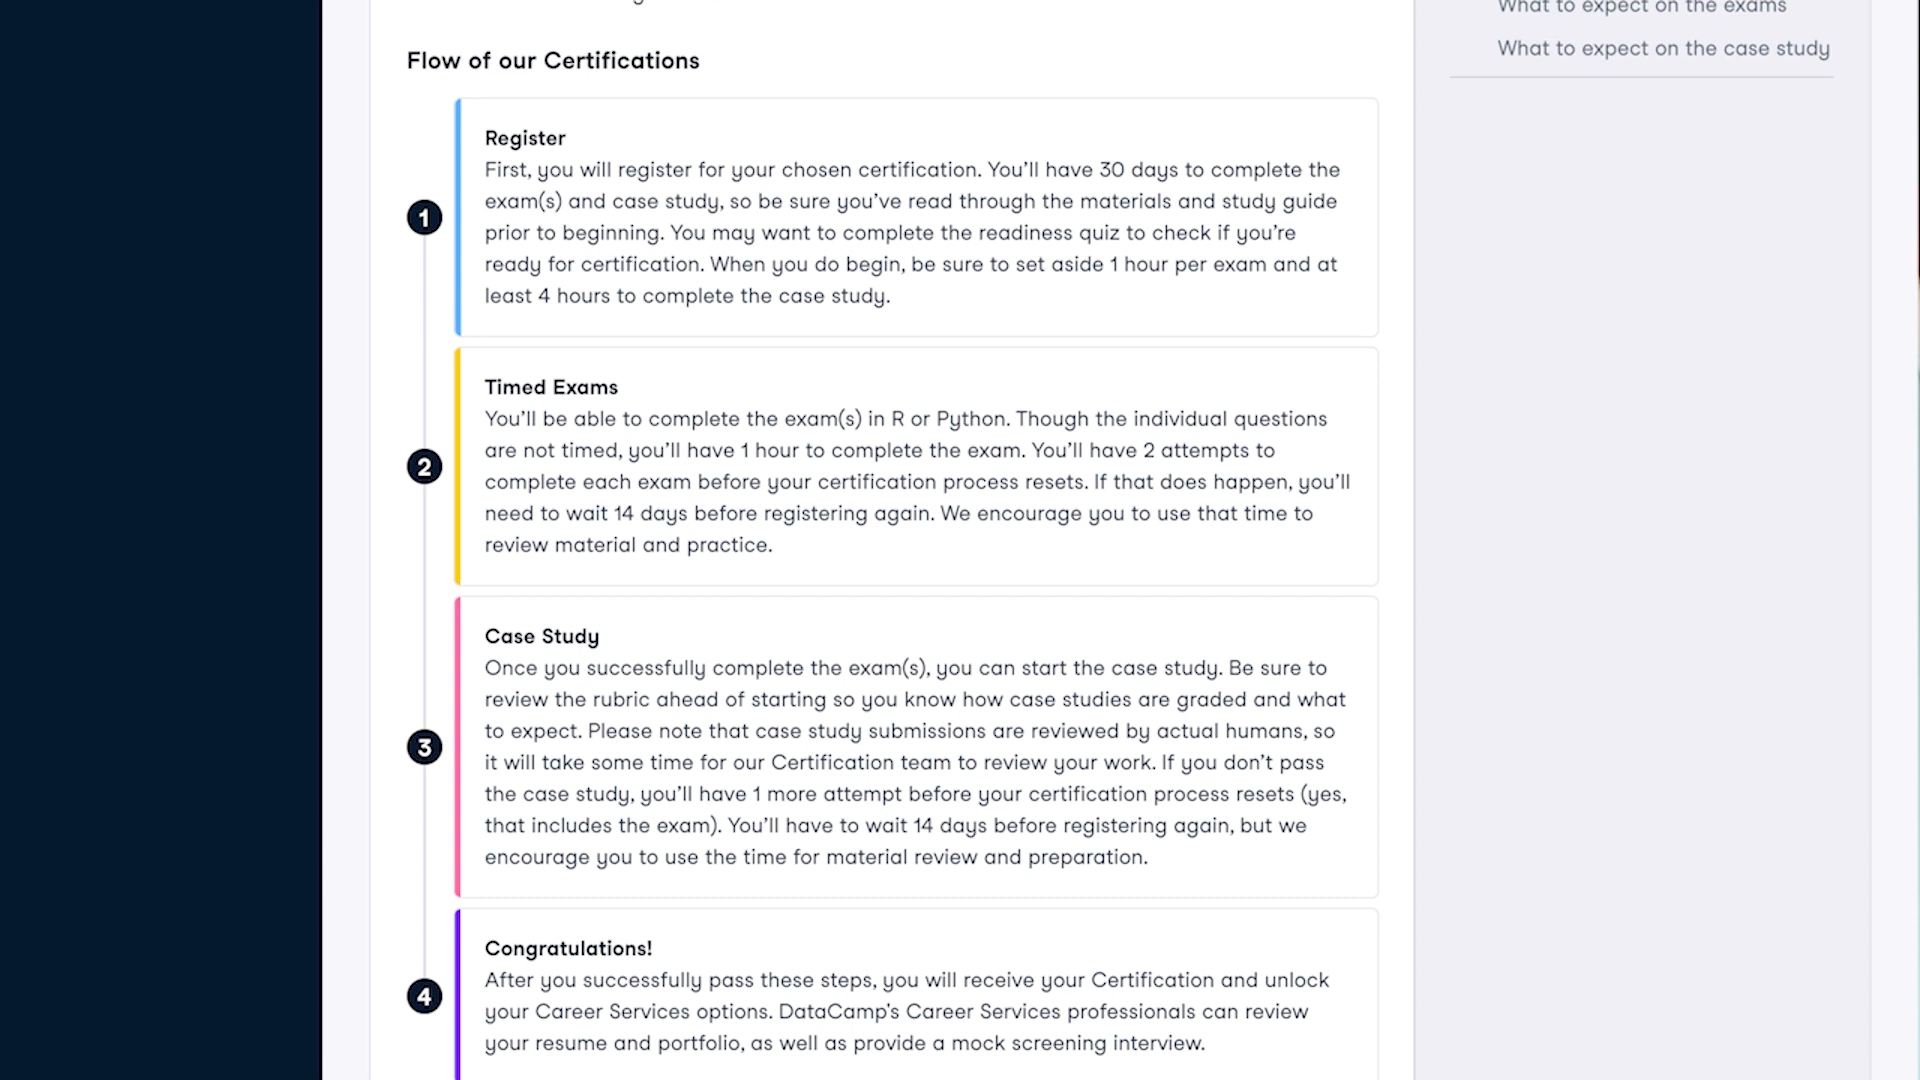 Flow of our Certifications
1
Register
First, you will register for your chosen certification. You'll have 30 days to complete the
exam(s) and case study, so be sure you've read through the materials and study guide
prior to beginning. You may want to complete the readiness quiz to check if you're
ready for certification. When you do begin, be sure to set aside 1 hour per exam and at
least 4 hours to complete the case study.
2
Timed Exams
You'll be able to complete the exam(s) in R or Python. Though the individual questions
are not timed, you'll have 1 hour to complete the exam. You'll have 2 attempts to
complete each exam before your certification process resets. If that does happen, you'll
need to wait 14 days before registering again. We encourage you to use that time to
review material and practice.
3
Case Study
Once you successfully complete the exam(s), you can start the case study. Be sure to
review the rubric ahead of starting so you know how case studies are graded and what
to expect. Please note that case study submissions are reviewed by actual humans, so
it will take some time for our Certification team to review your work. If you don't pass
the case study, you'll have 1 more attempt before your certification process resets (yes,
that includes the exam). You'll have to wait 14 days before registering again, but we
encourage you to use the time for material review and preparation.
4
Congratulations!
After you successfully pass these steps, you will receive your Certification and unlock
your Career Services options. DataCamp's Career Services professionals can review
your resume and portfolio, as well as provide a mock screening interview.
What to expect on the exams
What to expect on the case study